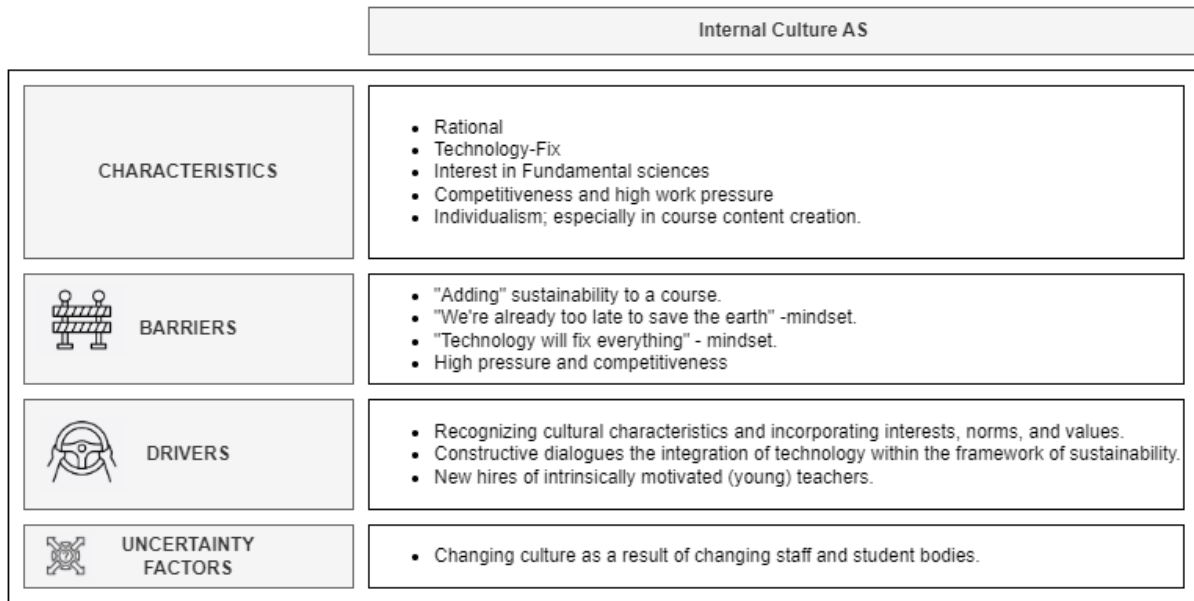 Internal Culture AS
CHARACTERISTICS
• Rational
• Technology-Fix
• Interest in Fundamental sciences
• Competitiveness and high work pressure
• Individualism; especially in course content creation.
BARRIERS
• "Adding" sustainability to a course.
• "We're already too late to save the earth" -mindset.
• "Technology will fix everything" - mindset.
• High pressure and competitiveness
DRIVERS
• Recognizing cultural characteristics and incorporating interests, norms, and values.
• Constructive dialogues the integration of technology within the framework of sustainability.
• New hires of intrinsically motivated (young) teachers.
UNCERTAINTY
FACTORS
• Changing culture as a result of changing staff and student bodies.